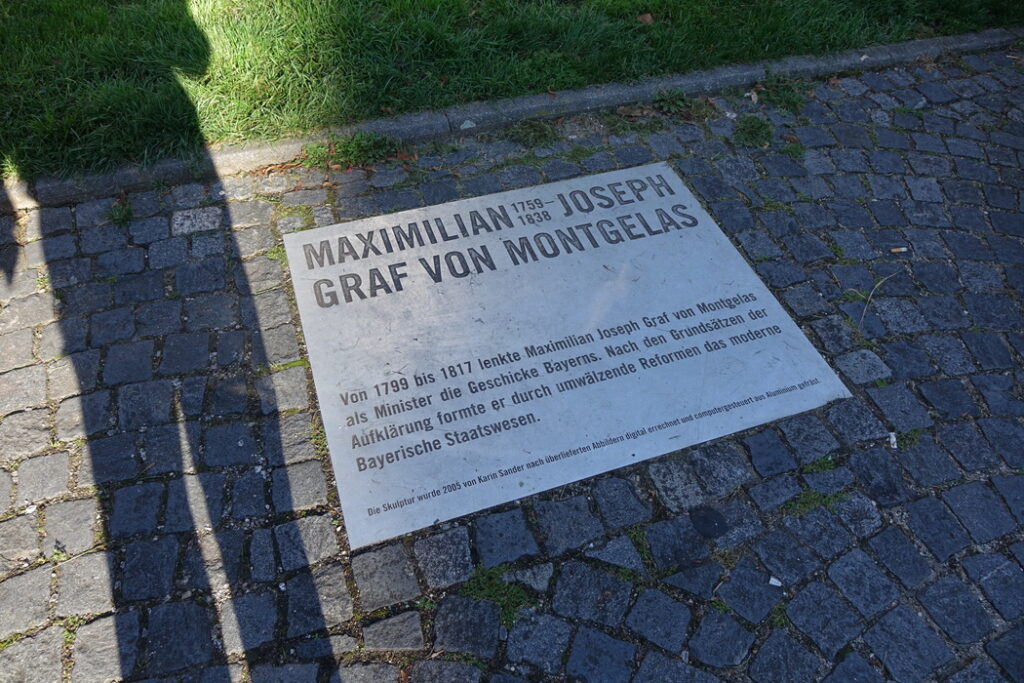 MAXIMILIAN 1759–1838 JOSEPH
GRAF VON MONTGELAS
Von 1799 bis 1817 lenkte Maximilian Joseph Graf von Montgelas
als Minister die Geschicke Bayerns. Nach den Grundsätzen der
Aufklärung formte er durch umwälzende Reformen das moderne
Bayerische Staatswesen.
Die Skulptur wurde 2005 von Karin Sander nach überlieferten Abbildern digital errechnet und computergesteuert aus Aluminium gefräst.